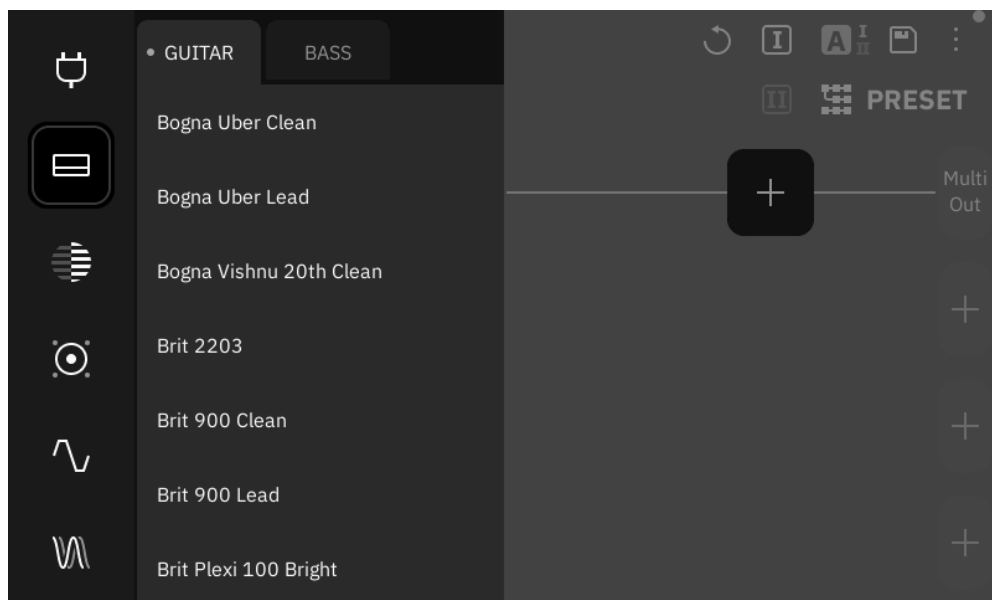 GUITAR
BASS
Bogna Uber Clean
Bogna Uber Lead
Bogna Vishnu 20th Clean
Brit 2203
Brit 900 Clean
Brit 900 Lead
Brit Plexi 100 Bright
I
A I
II
II
PRESET
Multi
Out